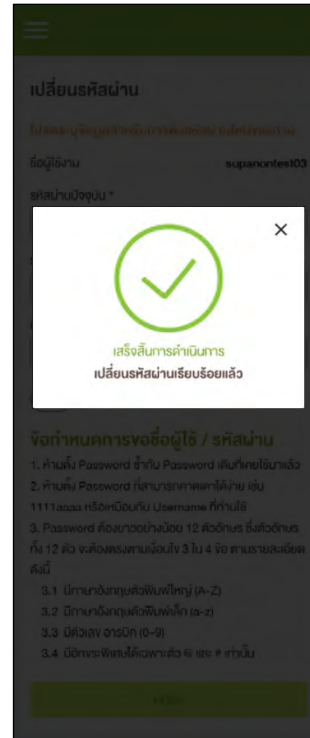 เปลี่ยนรหัสผ่าน
ชื่อผู้ใช้งาน supanontest03
รหัสผ่านปัจจุบัน *
เสร็จสิ้นการดำเนินการ
เปลี่ยนรหัสผ่านเรียบร้อยแล้ว
ข้อกำหนดการขอชื่อผู้ใช้ / รหัสผ่าน
1. ห้ามตั้ง Password ซ้ำกับ Password เดิมที่เคยใช้มาแล้ว
2. ห้ามตั้ง Password ที่สามารถคาดเดาได้ง่าย เช่น
1111aaaa หรือเหมือนกับ Username ที่ท่านใช้
3. Password ต้องยาวอย่างน้อย 12 ตัวอักษร ซึ่งตัวอักษร
ทั้ง 12 ตัว จะต้องตรงตามเงื่อนไข 3 ใน 4 ข้อ ตามรายละเอียด
ดังนี้
3.1 มีภาษาอังกฤษตัวพิมพ์ใหญ่ (A-Z)
3.2 มีภาษาอังกฤษตัวพิมพ์เล็ก (a-z)
3.3 มีตัวเลข อารบิก (0-9)
3.4 มีอักขระพิเศษได้เฉพาะตัว @ และ # เท่านั้น